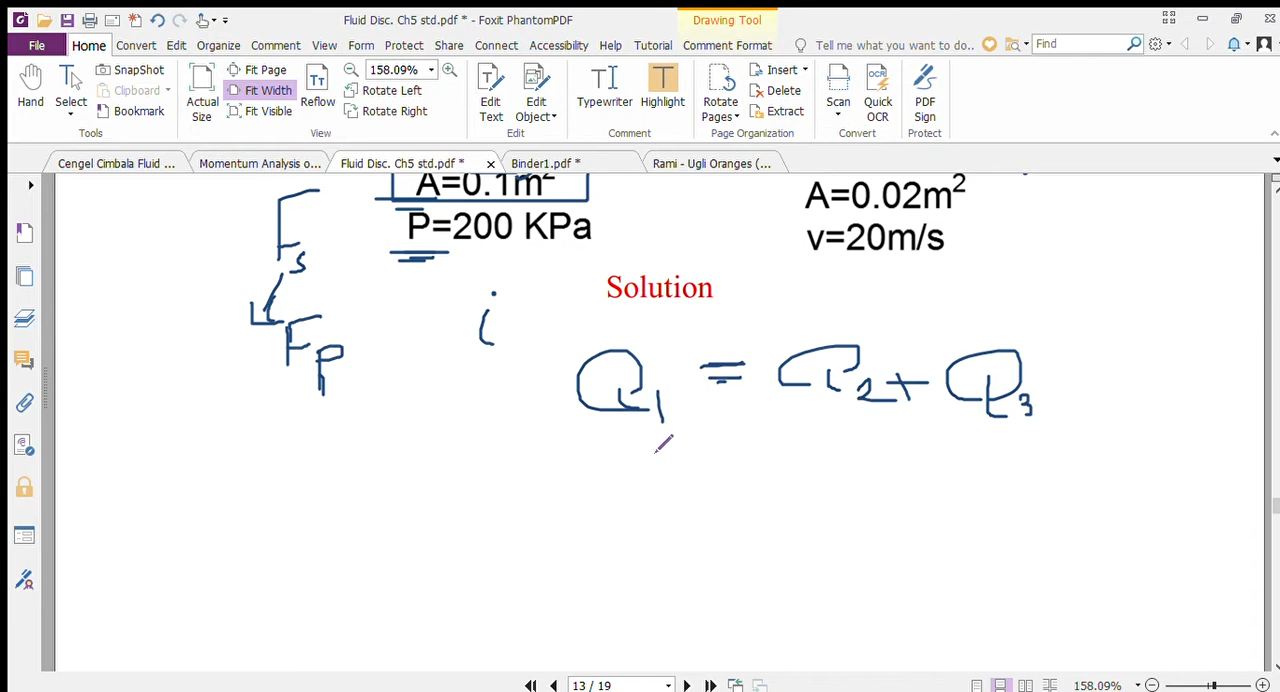 Fluid Disc. Ch5 std.pdf * - Foxit PhantomPDF
Drawing Tool
File Home Convert Edit Organize Comment View Form Protect Share Connect Accessibility Help Tutorial Comment Format Tell me what you want to do.. Find
Hand
Select
SnapShot
Clipboard
Bookmark
Tools
Actual Size
Fit Page
Fit Width
Fit Visible
Reflow
158.09%
Rotate Left
Rotate Right
View
Edit Text
Edit Object
Edit
Typewriter
Highlight
Comment
Rotate Pages
Insert
Delete
Extract
Page Organization
Scan
Quick OCR
Convert
PDF Sign
Protect
Cengel Cimbala Fluid ... Momentum Analysis o... Fluid Disc. Ch5 std.pdf * Binder1.pdf * Rami - Ugli Oranges (...
A=0.1m² A=0.02m²
P=200 KPa v=20m/s
Fs
Solution
Fp
i
Q1 = Q2 + Q3
13 / 19 158.09%